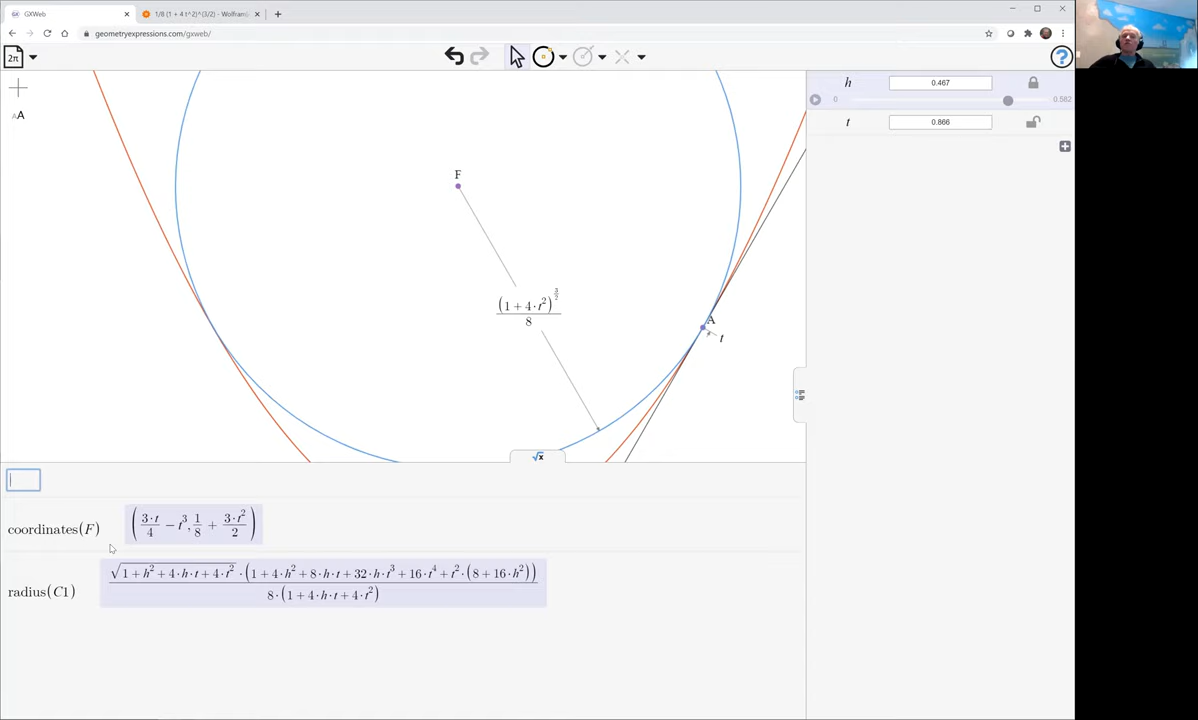 GXWeb
1/8 (1 + 4 t^2)^(3/2) - Wolfram
geometryexpressions.com/gxweb/
2π
AA
h 0.467
0 0.582
t 0.866
F
(1+4·t²)^(3/2)
8
A
t
√x
coordinates(F) (3·t/4 − t³, 1/8 + 3·t²/2)
radius(C1) √(1+h²+4·h·t+4·t²)·(1+4·h²+8·h·t+32·h·t³+16·t⁴+t²·(8+16·h²))
8·(1+4·h·t+4·t²)